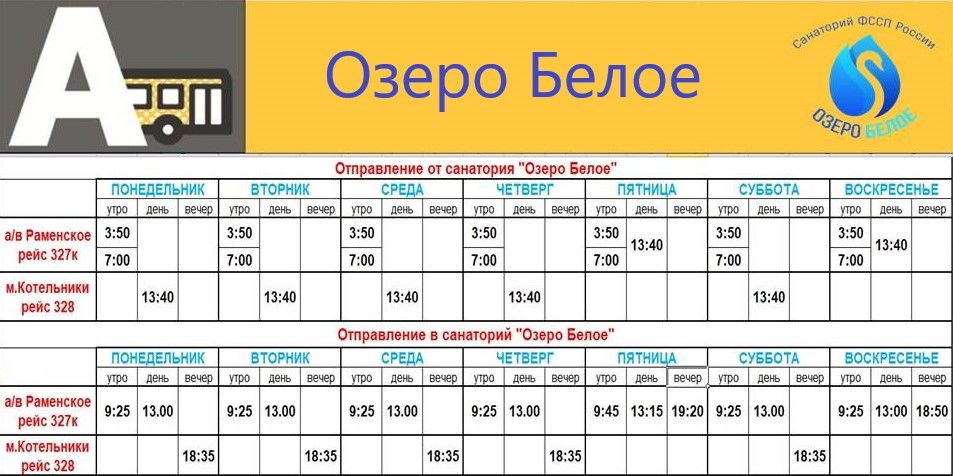 А
Озеро Белое
Санаторий ФССП России
ОЗЕРО БЕЛОЕ
Отправление от санатория "Озеро Белое"
ПОНЕДЕЛЬНИК ВТОРНИК СРЕДА ЧЕТВЕРГ ПЯТНИЦА СУББОТА ВОСКРЕСЕНЬЕ
утро день вечер утро день вечер утро день вечер утро день вечер утро день вечер утро день вечер утро день вечер
а/в Раменское
рейс 327к
3:50 3:50 3:50 3:50 3:50 13:40 3:50 3:50 13:40
7:00 7:00 7:00 7:00 7:00 7:00 7:00
м.Котельники
рейс 328
13:40 13:40 13:40 13:40 13:40
Отправление в санаторий "Озеро Белое"
ПОНЕДЕЛЬНИК ВТОРНИК СРЕДА ЧЕТВЕРГ ПЯТНИЦА СУББОТА ВОСКРЕСЕНЬЕ
утро день вечер утро день вечер утро день вечер утро день вечер утро день вечер утро день вечер утро день вечер
а/в Раменское
рейс 327к
9:25 13.00 9:25 13.00 9:25 13.00 9:25 13.00 9:45 13:15 19:20 9:25 13.00 9:25 13:00 18:50
м.Котельники
рейс 328
18:35 18:35 18:35 18:35 18:35